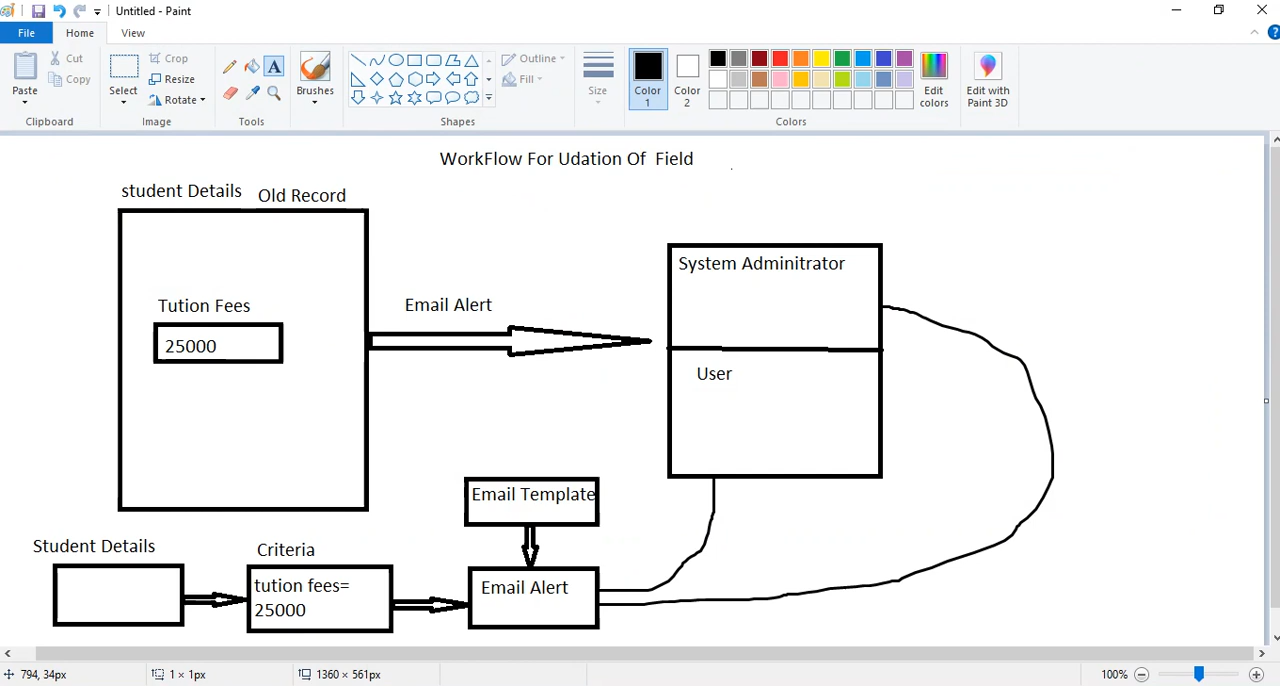 Untitled - Paint
File
Home
View
Paste
Cut
Copy
Clipboard
Select
Crop
Resize
Rotate
Image
A
Tools
Brushes
Shapes
Outline
Fill
Size
Color
1
Color
2
Edit
colors
Edit with
Paint 3D
Colors
?
WorkFlow For Udation Of Field
student Details
Old Record
Tution Fees
25000
Email Alert
System Adminitrator
User
Email Template
Student Details
Criteria
tution fees=
25000
Email Alert
794, 34px
1 × 1px
1360 × 561px
100%